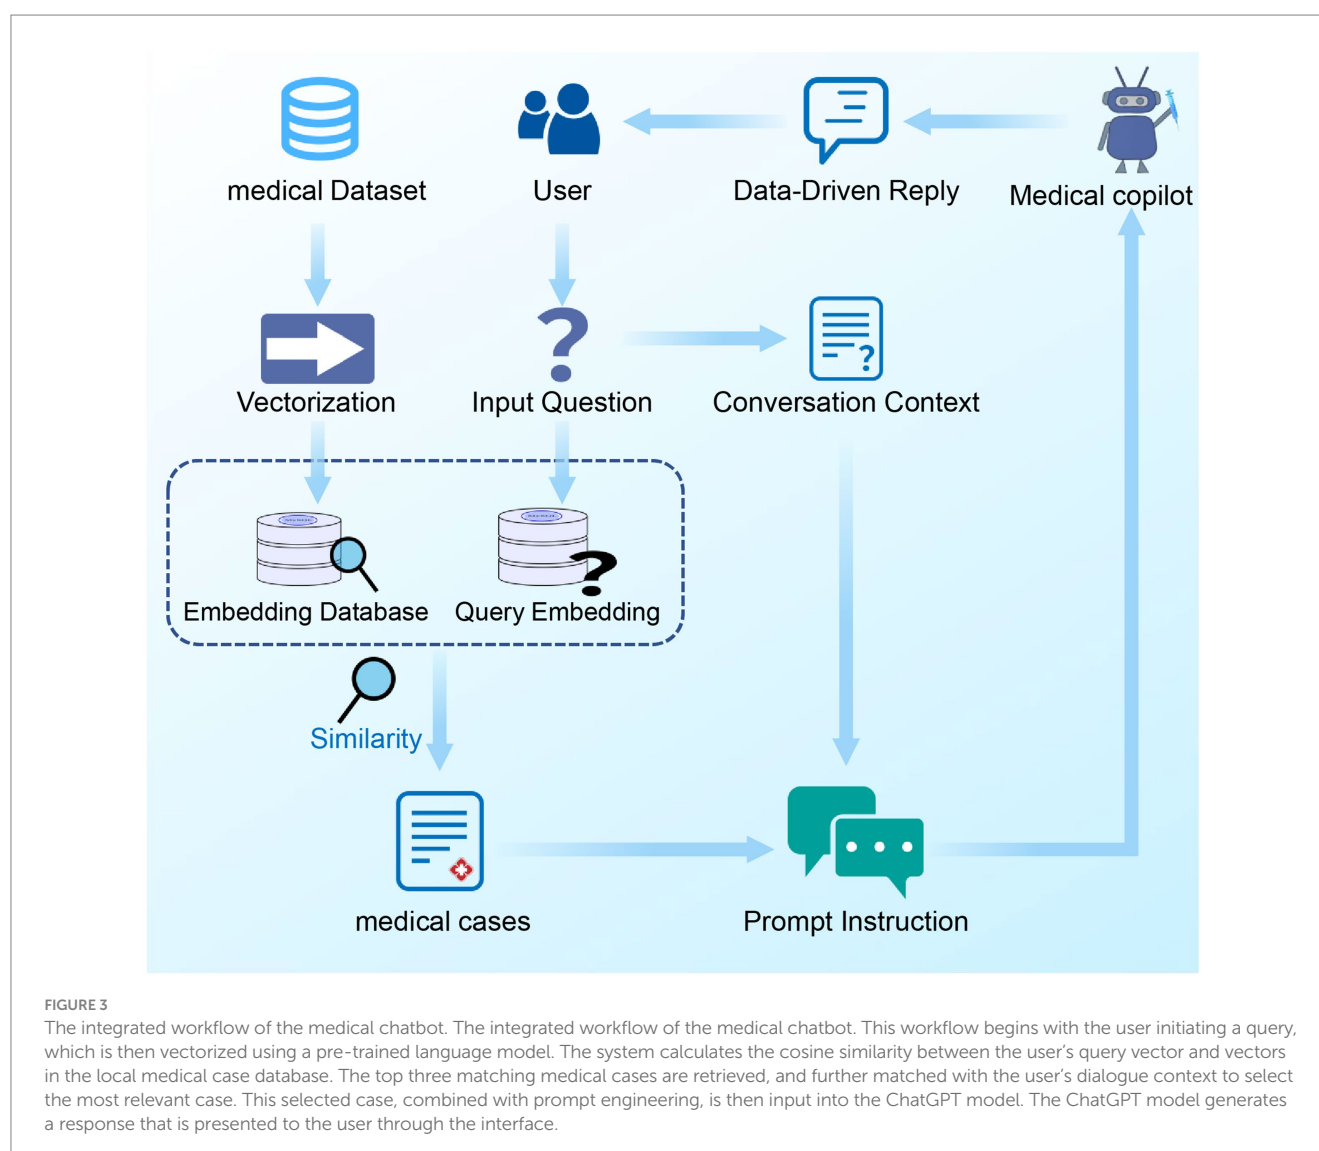 medical Dataset
User
Data-Driven Reply
Medical copilot
Vectorization
Input Question
Conversation Context
Embedding Database
Query Embedding
Similarity
medical cases
Prompt Instruction
FIGURE 3
The integrated workflow of the medical chatbot. The integrated workflow of the medical chatbot. This workflow begins with the user initiating a query,
which is then vectorized using a pre-trained language model. The system calculates the cosine similarity between the user's query vector and vectors
in the local medical case database. The top three matching medical cases are retrieved, and further matched with the user's dialogue context to select
the most relevant case. This selected case, combined with prompt engineering, is then input into the ChatGPT model. The ChatGPT model generates
a response that is presented to the user through the interface.